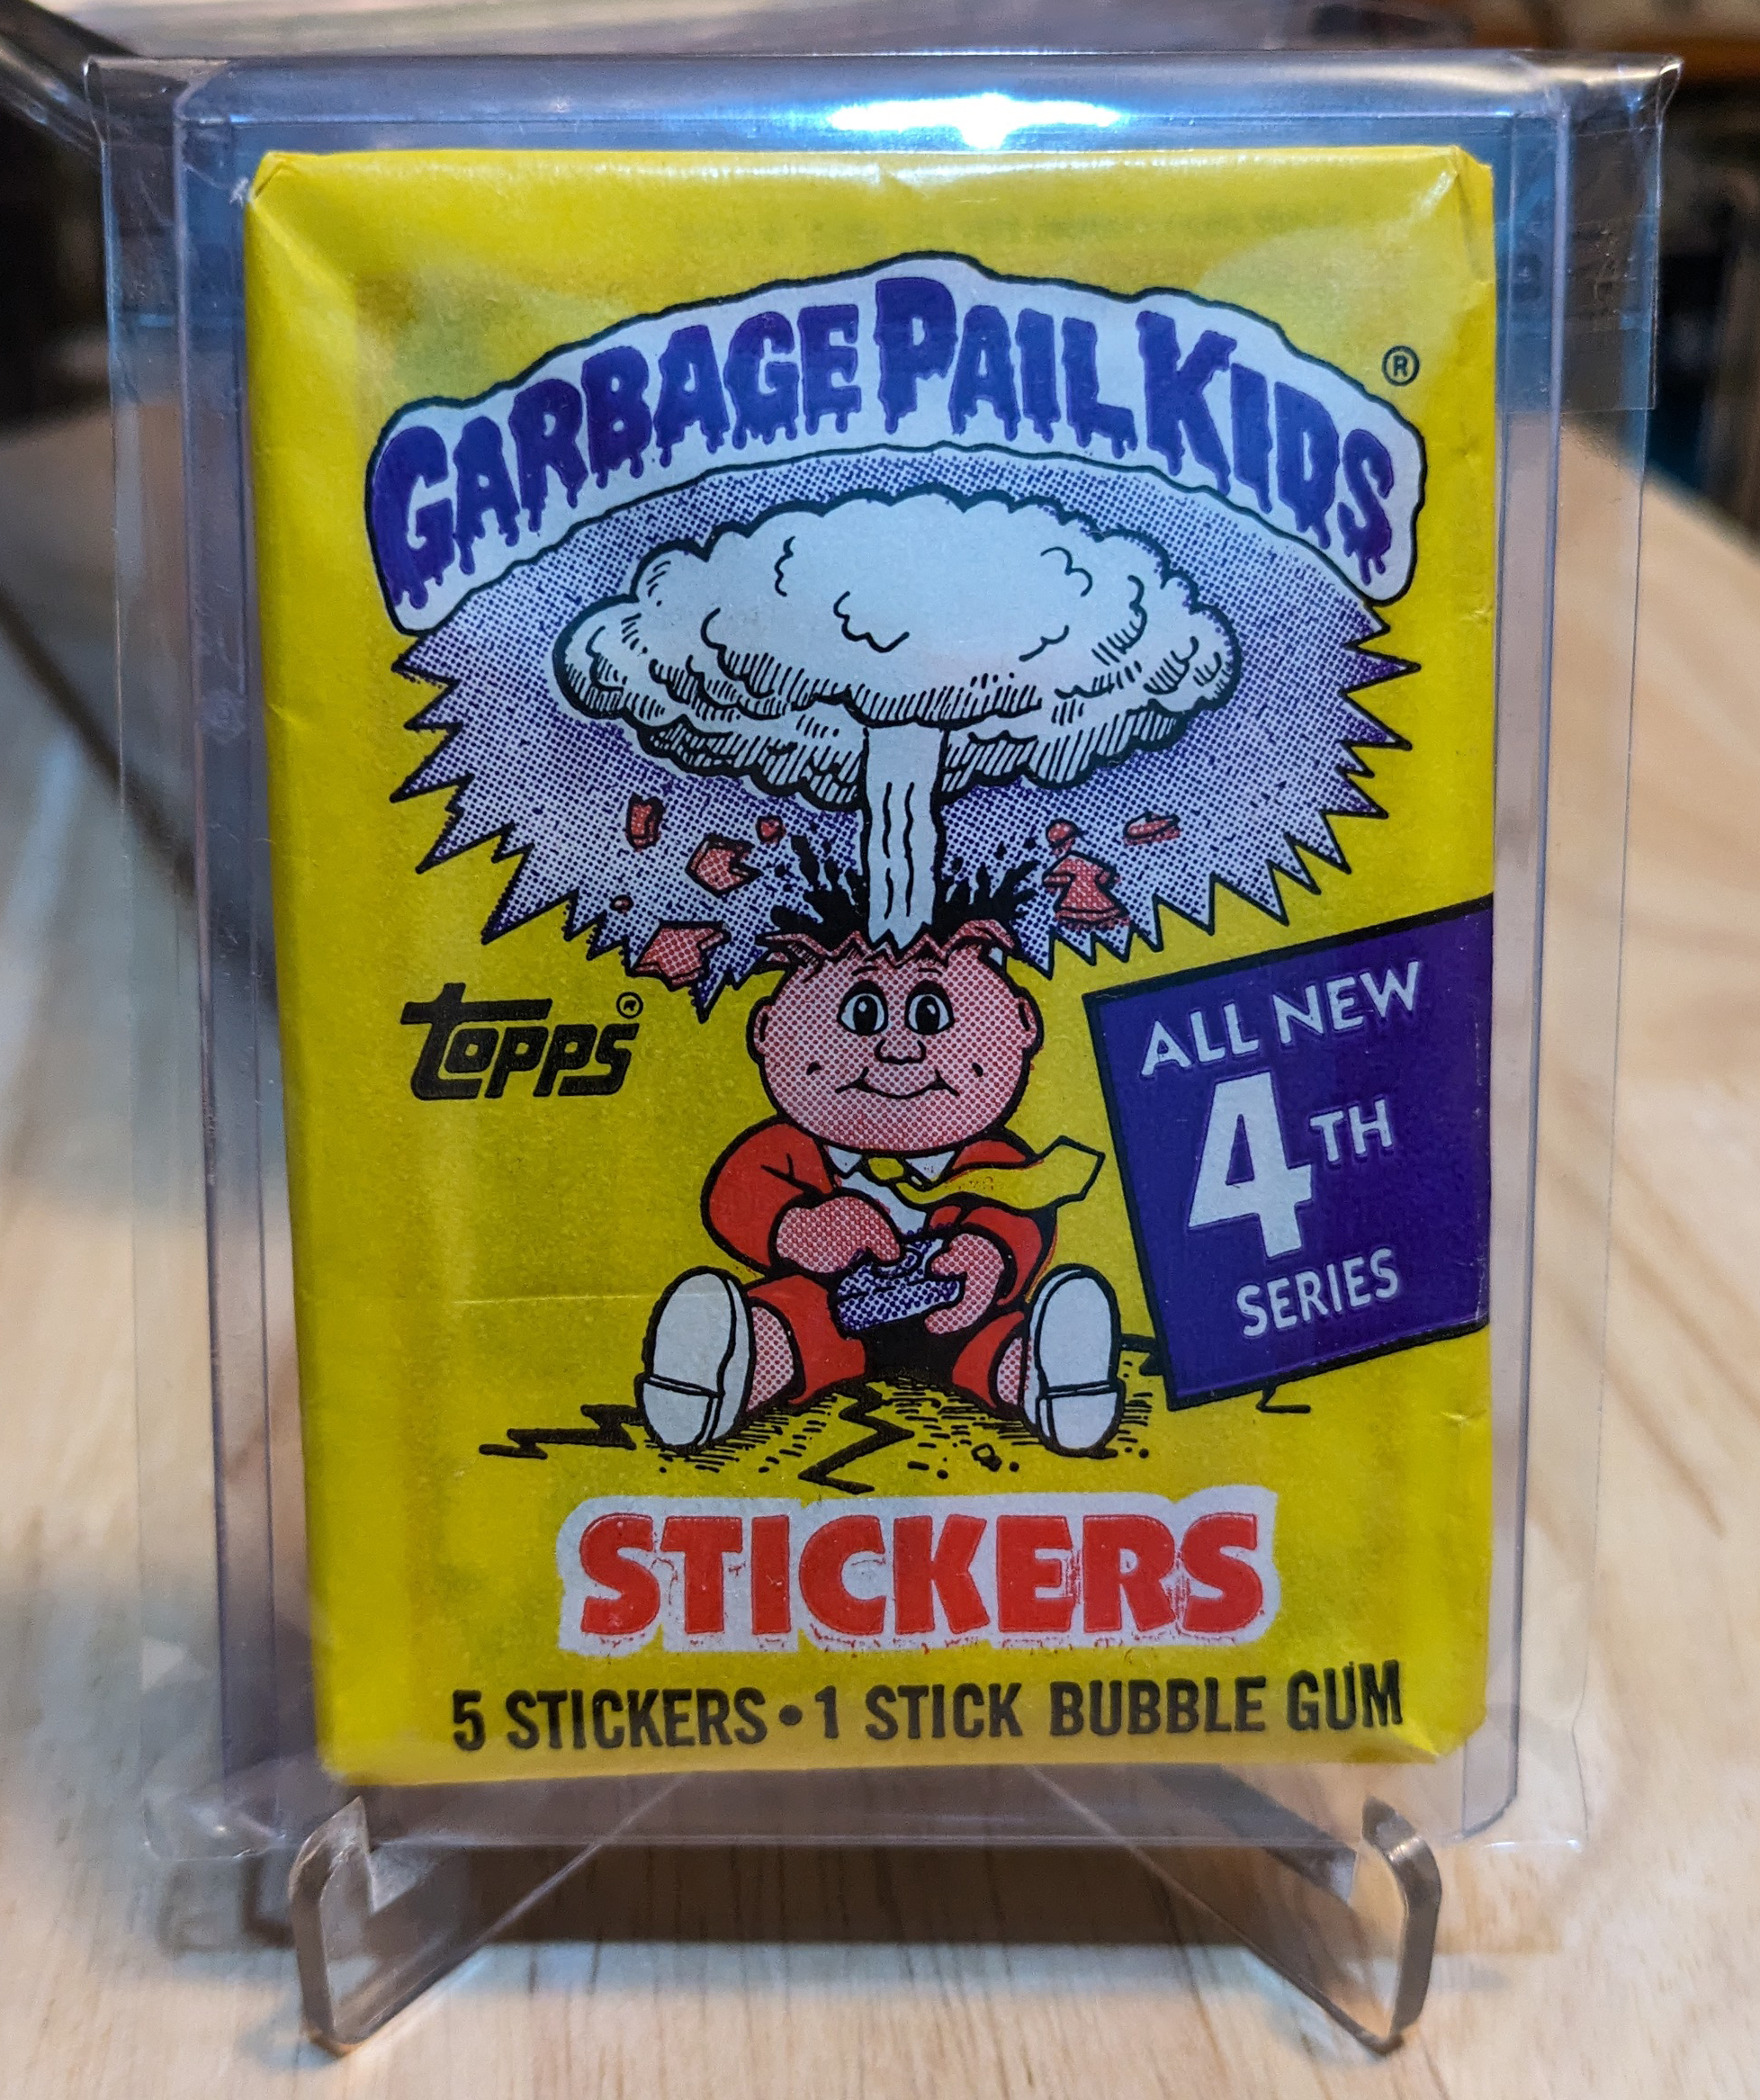 GARBAGE PAIL KIDS ®
TOPPS®
ALL NEW
4TH
SERIES
STICKERS
5 STICKERS • 1 STICK BUBBLE GUM